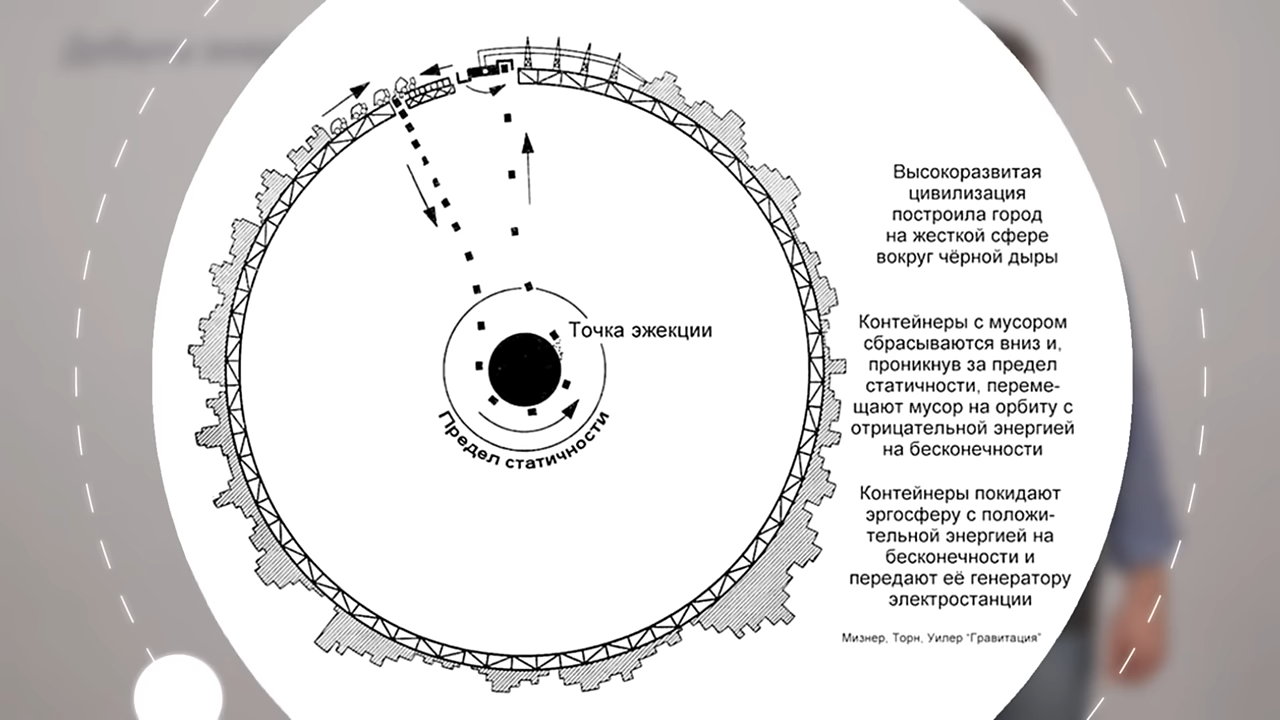 Точка эжекции
Предел статичности
Высокоразвитая
цивилизация
построила город
на жесткой сфере
вокруг чёрной дыры
Контейнеры с мусором
сбрасываются вниз и,
проникнув за предел
статичности, переме-
щают мусор на орбиту с
отрицательной энергией
на бесконечности
Контейнеры покидают
эргосферу с положи-
тельной энергией на
бесконечности и
передают её генератору
электростанции
Мизнер, Торн, Уилер "Гравитация"